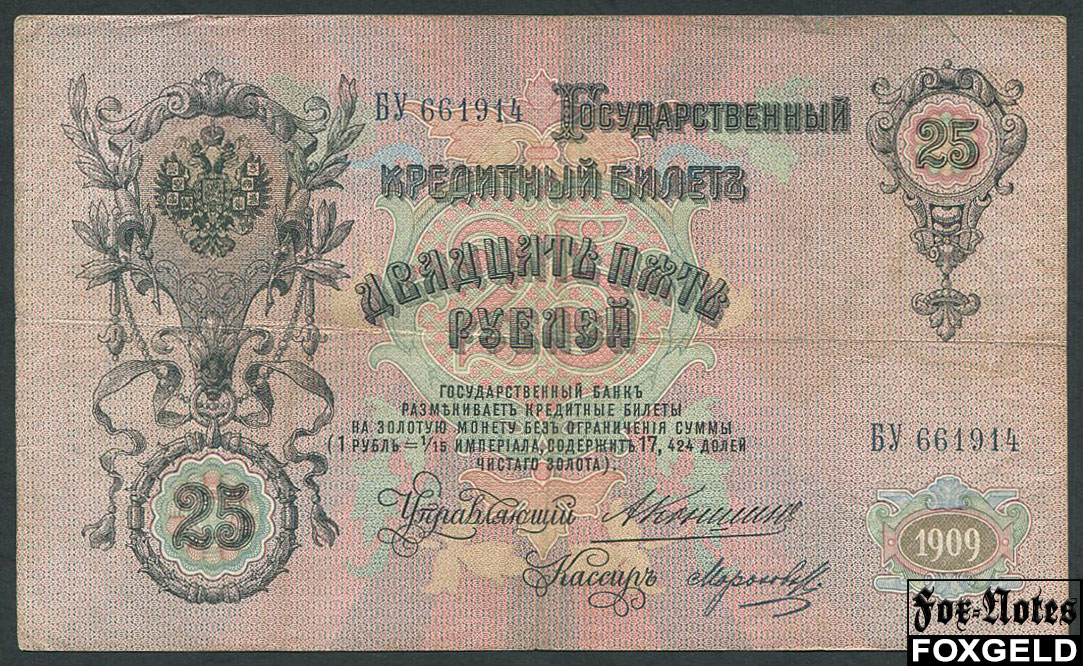 БУ 661914 Государственный
25
кредитный билетъ
Двадцать пять
рублей
государственный банкъ
размѣниваетъ кредитные билеты
на золотую монету безъ ограниченія суммы
(1 рубль = 1/15 имперіала, содержитъ 17, 424 долей
чистаго золота).
БУ 661914
25
Управляющій АКоншинъ
1909
Кассиръ
Fox-Notes
FOXGELD